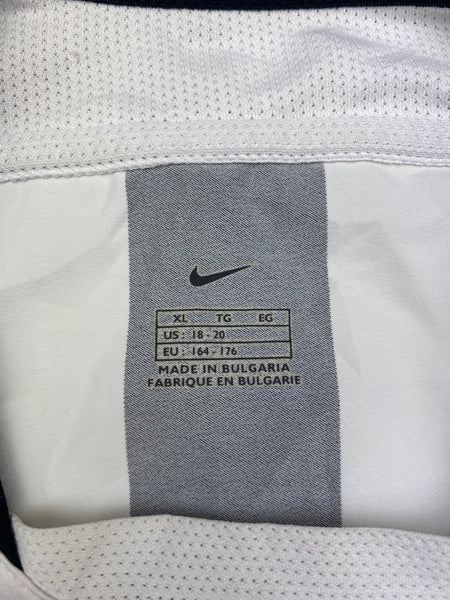 XL TG EG
US : 18 - 20
EU : 164 - 176
MADE IN BULGARIA
FABRIQUE EN BULGARIE